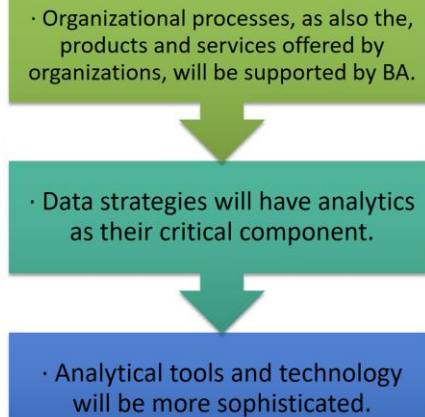 · Organizational processes, as also the,
products and services offered by
organizations, will be supported by BA.
· Data strategies will have analytics
as their critical component.
· Analytical tools and technology
will be more sophisticated.